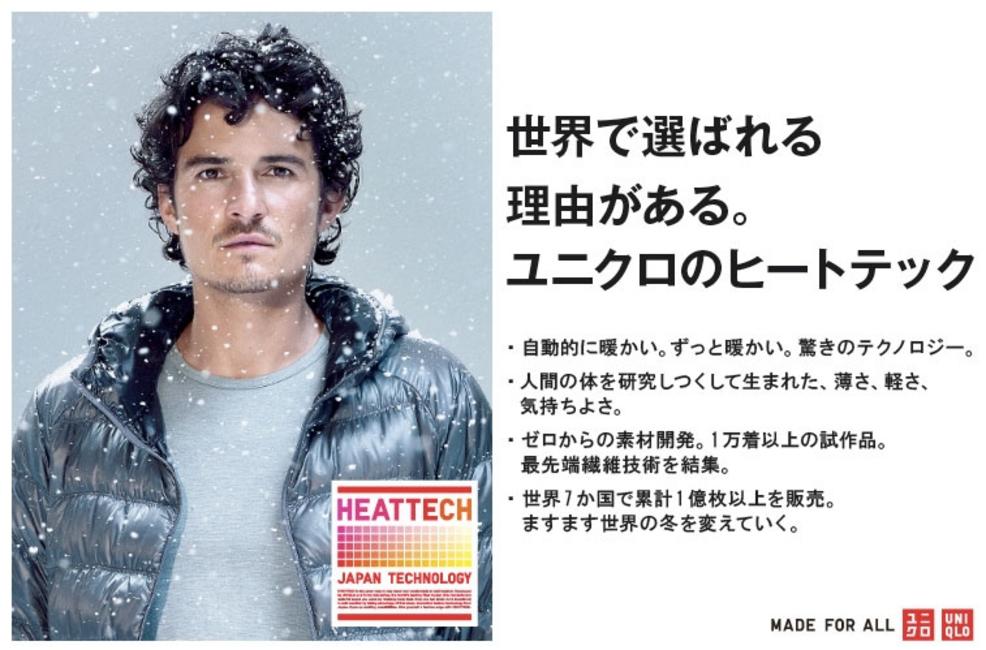 世界で選ばれる
理由がある。
ユニクロのヒートテック
・自動的に暖かい。ずっと暖かい。驚きのテクノロジー。
・人間の体を研究しつくして生まれた、薄さ、軽さ、
気持ちよさ。
・ゼロからの素材開発。1万着以上の試作品。
最先端繊維技術を結集。
・世界7か国で累計1億枚以上を販売。
ますます世界の冬を変えていく。
HEATTECH
JAPAN TECHNOLOGY
MADE FOR ALL
ユニ
クロ
UNI
QLO